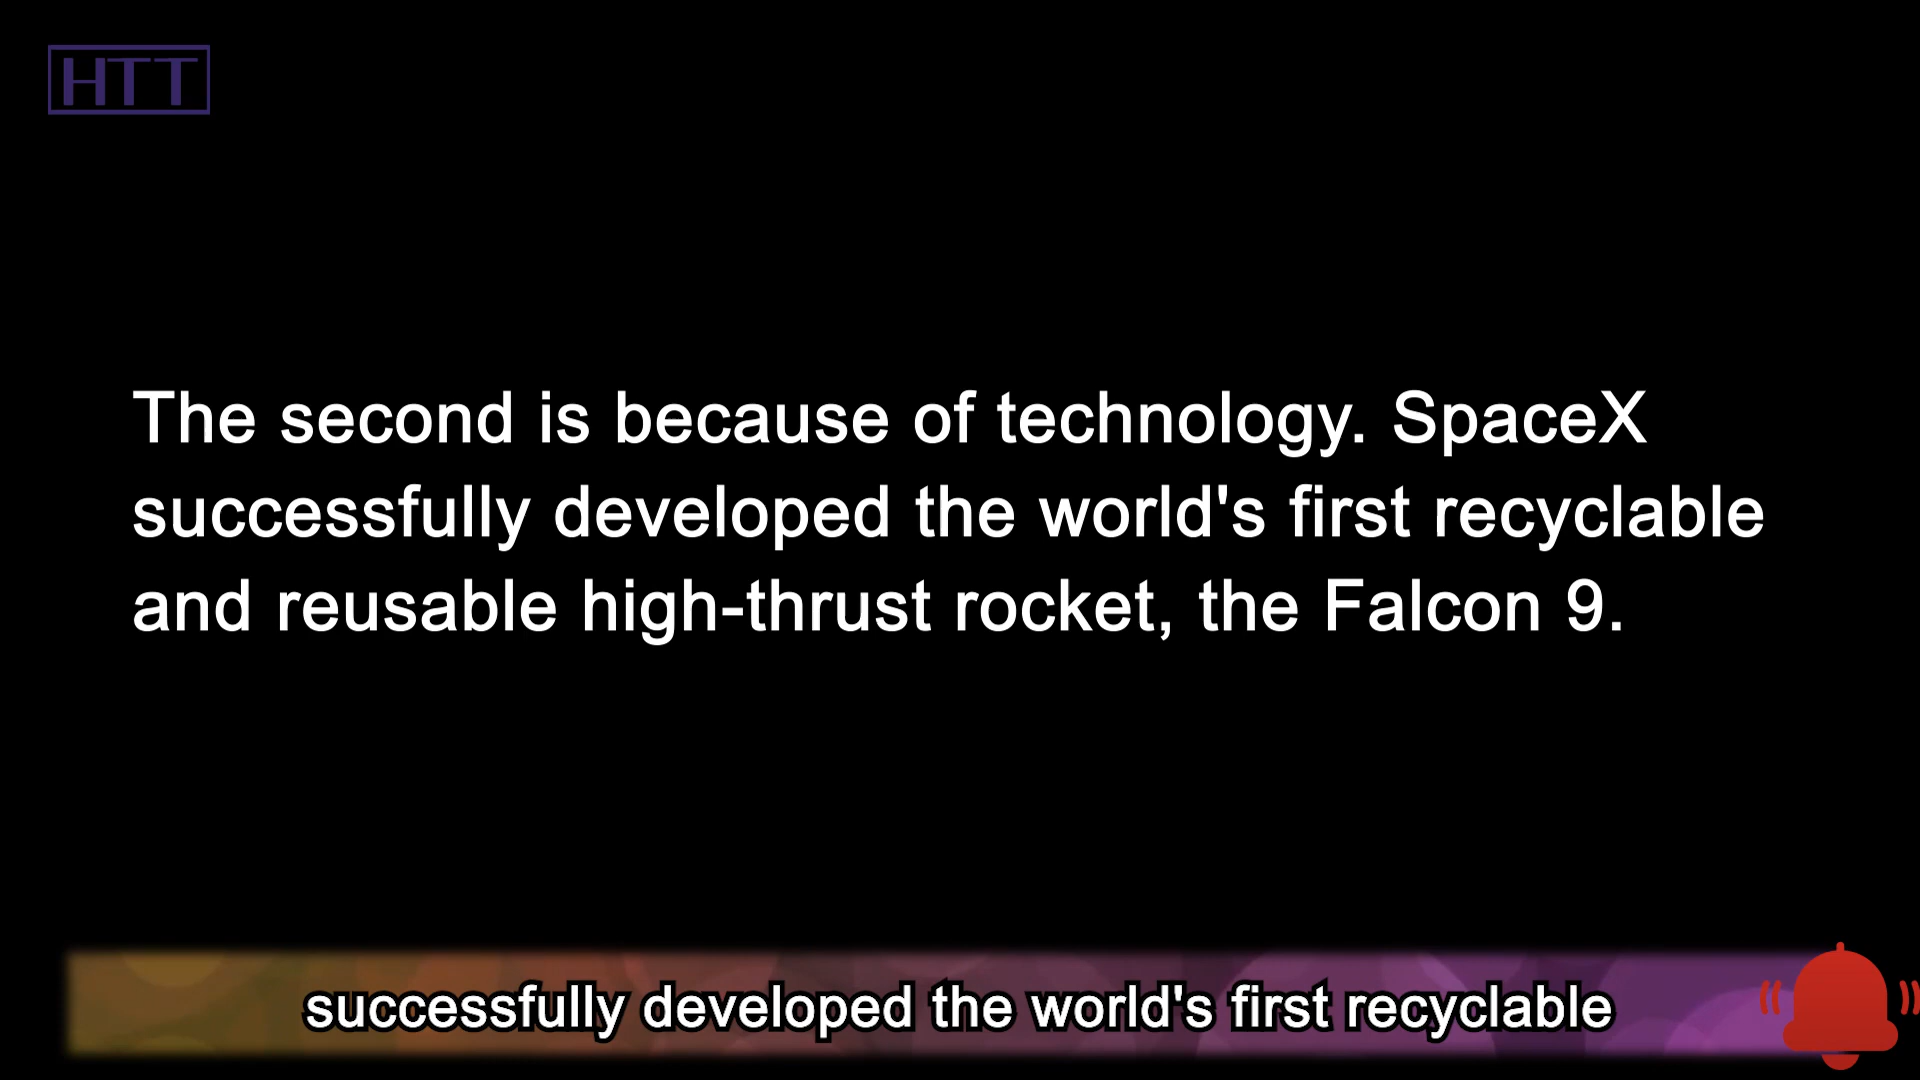 HTT
The second is because of technology. SpaceX
successfully developed the world's first recyclable
and reusable high-thrust rocket, the Falcon 9.
successfully developed the world's first recyclable